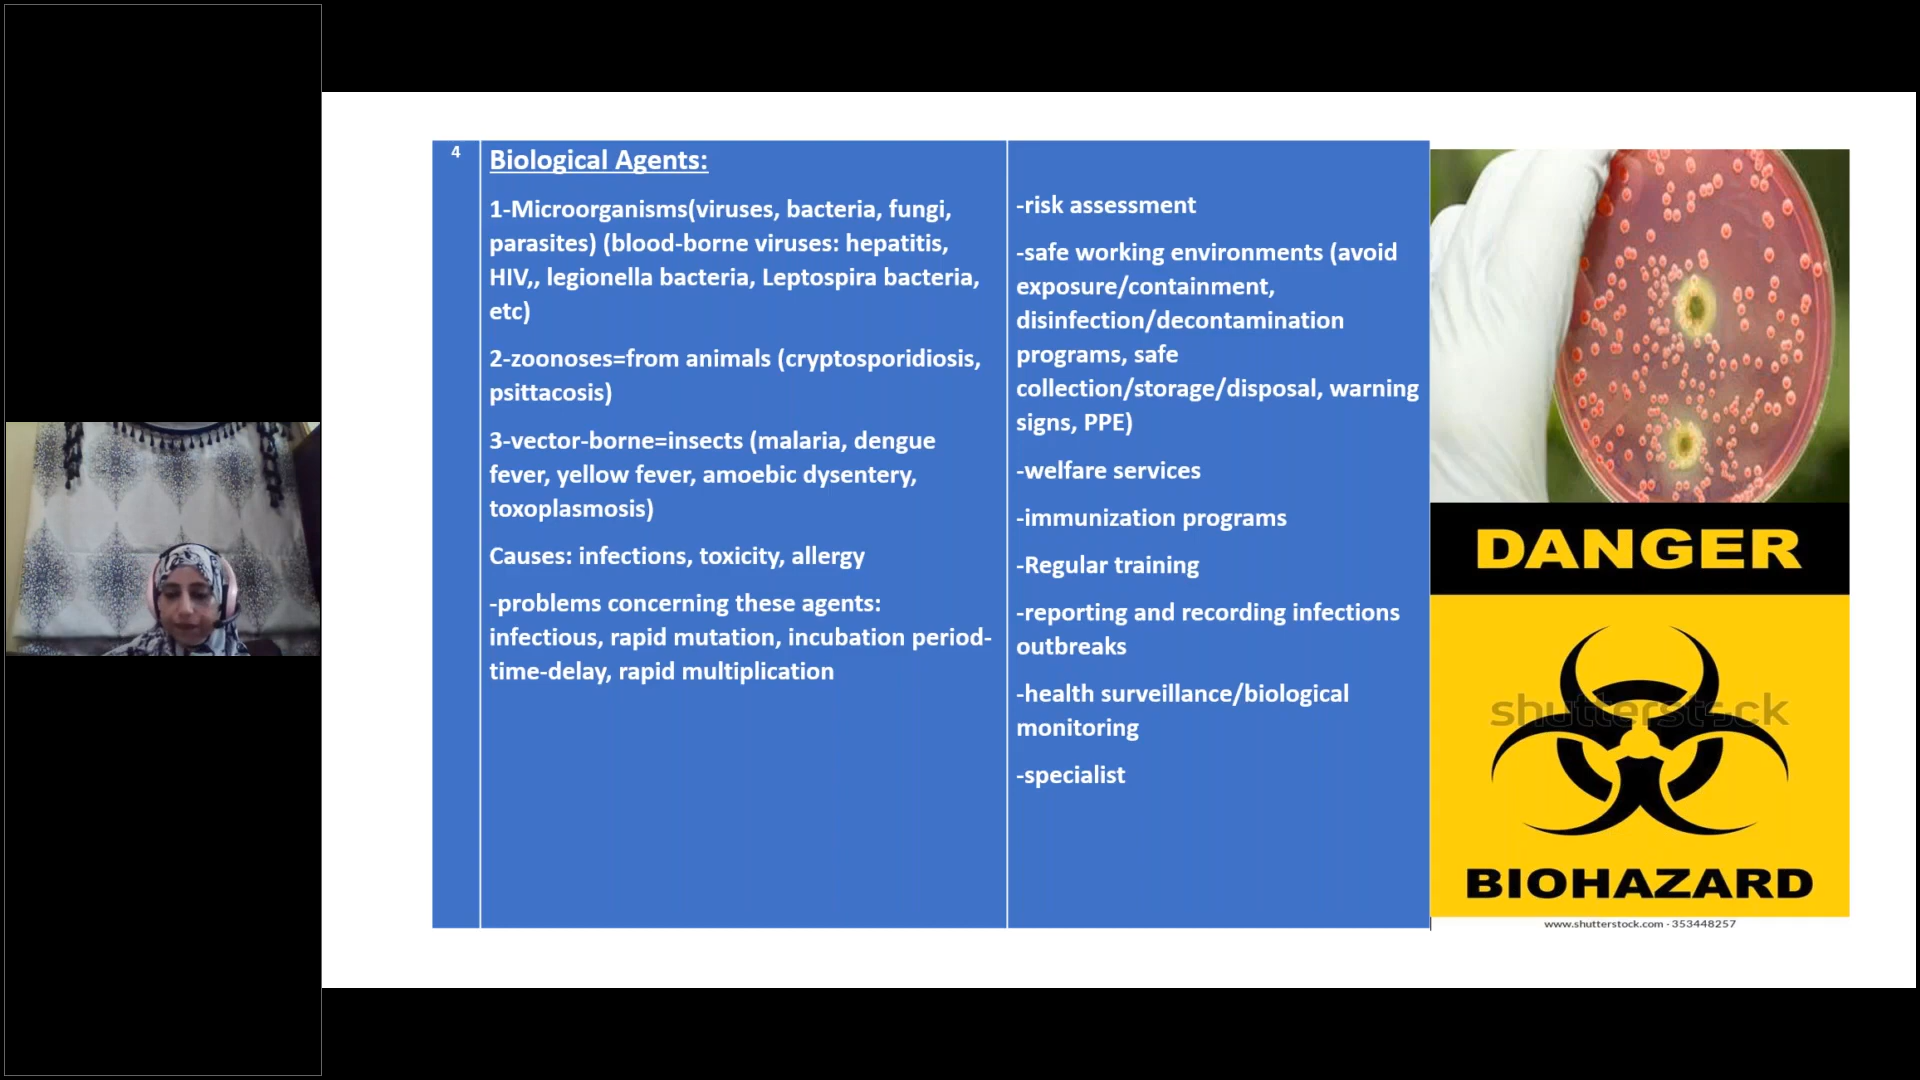 4
Biological Agents:
1-Microorganisms(viruses, bacteria, fungi,
parasites) (blood-borne viruses: hepatitis,
HIV,, legionella bacteria, Leptospira bacteria,
etc)
2-zoonoses=from animals (cryptosporidiosis,
psittacosis)
3-vector-borne=insects (malaria, dengue
fever, yellow fever, amoebic dysentery,
toxoplasmosis)
Causes: infections, toxicity, allergy
-problems concerning these agents:
infectious, rapid mutation, incubation period-
time-delay, rapid multiplication
-risk assessment
-safe working environments (avoid
exposure/containment,
disinfection/decontamination
programs, safe
collection/storage/disposal, warning
signs, PPE)
-welfare services
-immunization programs
-Regular training
-reporting and recording infections
outbreaks
-health surveillance/biological
monitoring
-specialist
DANGER
shutterstock
BIOHAZARD
www.shutterstock.com - 353448257